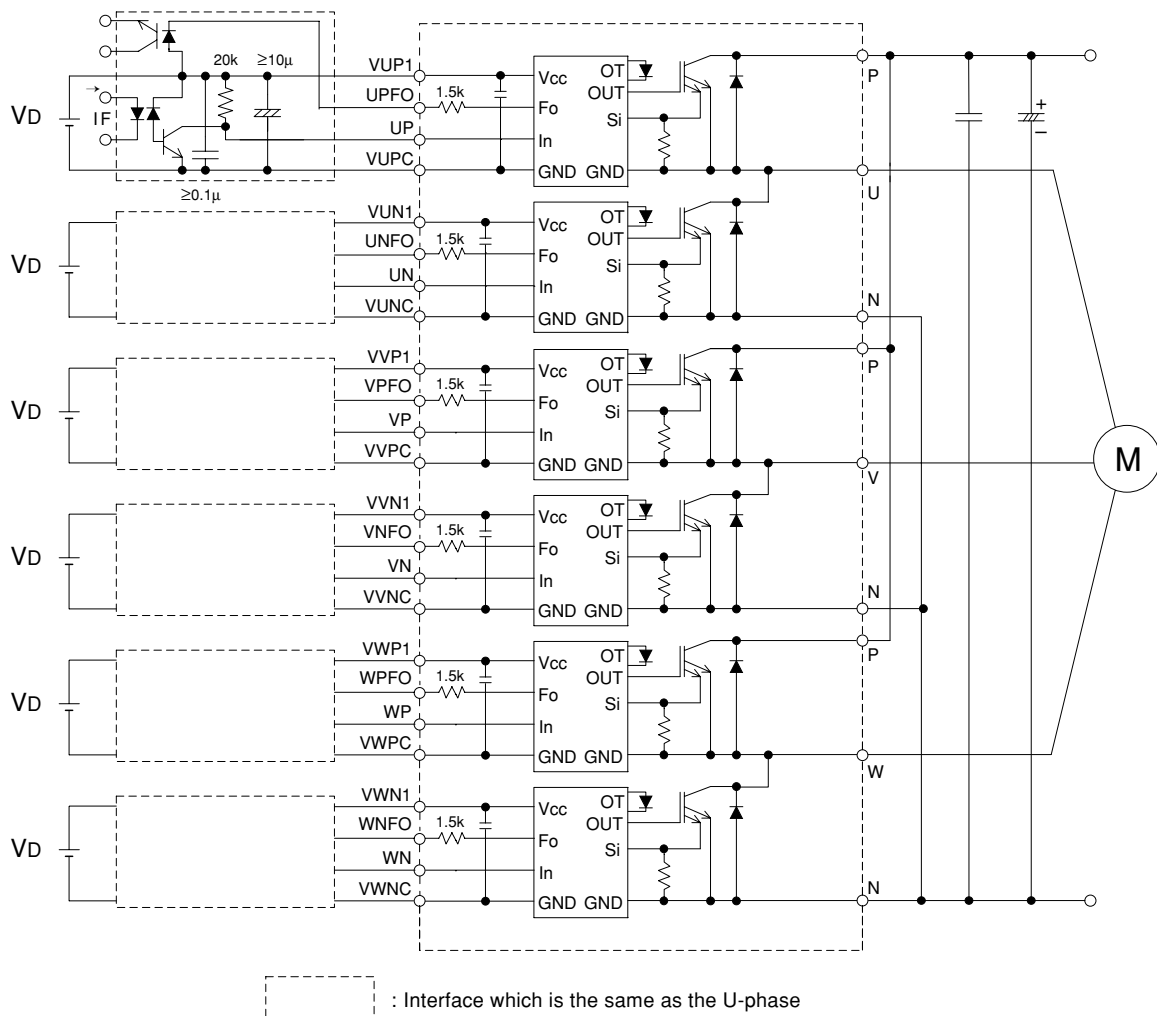 20k ≥10µ
VD
→
IF
≥0.1µ
VUP1
UPFO 1.5k
UP
VUPC
Vcc
Fo
In
GND GND
OT
OUT
Si
P
U
+
−
VD
VUN1
UNFO 1.5k
UN
VUNC
Vcc
Fo
In
GND GND
OT
OUT
Si
N
VD
VVP1
VPFO 1.5k
VP
VVPC
Vcc
Fo
In
GND GND
OT
OUT
Si
P
V
M
VD
VVN1
VNFO 1.5k
VN
VVNC
Vcc
Fo
In
GND GND
OT
OUT
Si
N
VD
VWP1
WPFO 1.5k
WP
VWPC
Vcc
Fo
In
GND GND
OT
OUT
Si
P
W
VD
VWN1
WNFO 1.5k
WN
VWNC
Vcc
Fo
In
GND GND
OT
OUT
Si
N
: Interface which is the same as the U-phase